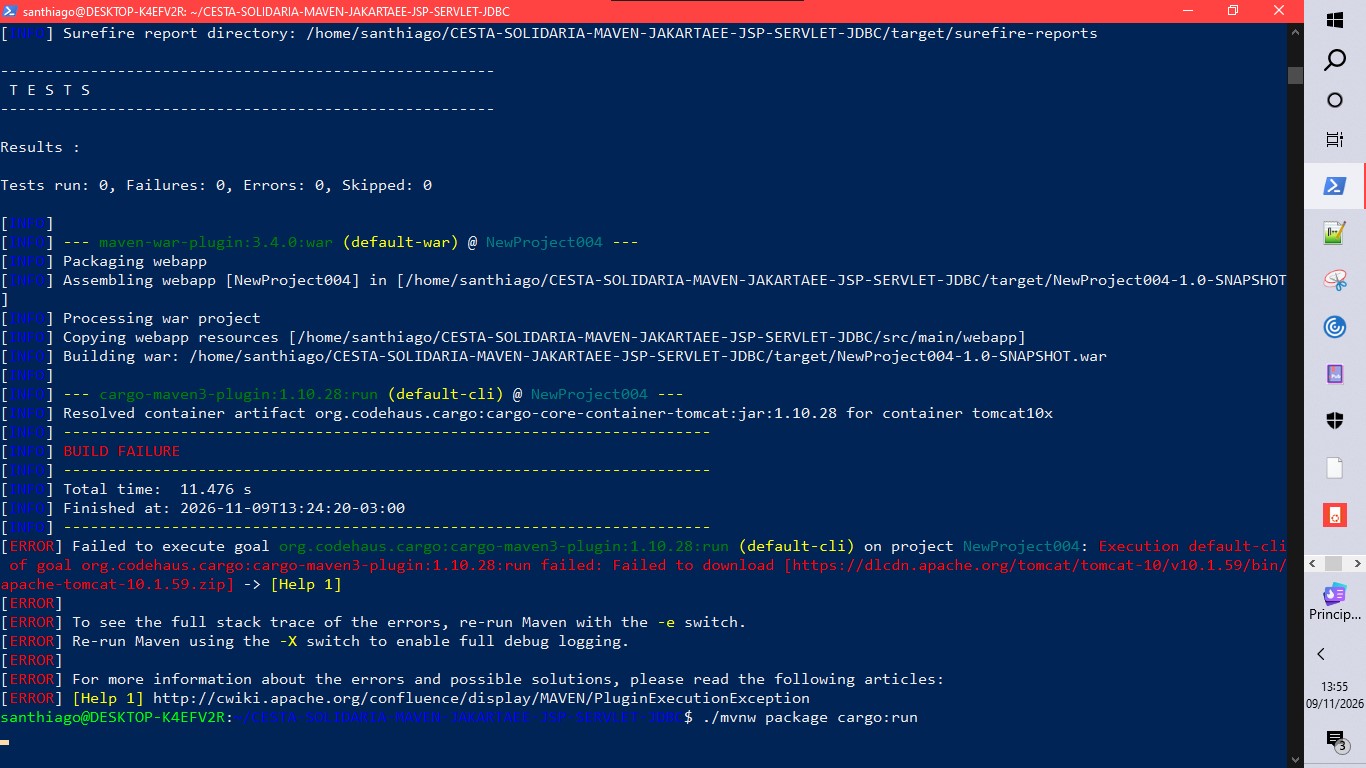 santhiago@DESKTOP-K4EFV2R: ~/CESTA-SOLIDARIA-MAVEN-JAKARTAEE-JSP-SERVLET-JDBC
[INFO] Surefire report directory: /home/santhiago/CESTA-SOLIDARIA-MAVEN-JAKARTAEE-JSP-SERVLET-JDBC/target/surefire-reports
-------------------------------------------------------
 T E S T S
-------------------------------------------------------
Results :
Tests run: 0, Failures: 0, Errors: 0, Skipped: 0
[INFO]
[INFO] --- maven-war-plugin:3.4.0:war (default-war) @ NewProject004 ---
[INFO] Packaging webapp
[INFO] Assembling webapp [NewProject004] in [/home/santhiago/CESTA-SOLIDARIA-MAVEN-JAKARTAEE-JSP-SERVLET-JDBC/target/NewProject004-1.0-SNAPSHOT
]
[INFO] Processing war project
[INFO] Copying webapp resources [/home/santhiago/CESTA-SOLIDARIA-MAVEN-JAKARTAEE-JSP-SERVLET-JDBC/src/main/webapp]
[INFO] Building war: /home/santhiago/CESTA-SOLIDARIA-MAVEN-JAKARTAEE-JSP-SERVLET-JDBC/target/NewProject004-1.0-SNAPSHOT.war
[INFO]
[INFO] --- cargo-maven3-plugin:1.10.28:run (default-cli) @ NewProject004 ---
[INFO] Resolved container artifact org.codehaus.cargo:cargo-core-container-tomcat:jar:1.10.28 for container tomcat10x
[INFO] ------------------------------------------------------------------------
[INFO] BUILD FAILURE
[INFO] ------------------------------------------------------------------------
[INFO] Total time:  11.476 s
[INFO] Finished at: 2026-11-09T13:24:20-03:00
[INFO] ------------------------------------------------------------------------
[ERROR] Failed to execute goal org.codehaus.cargo:cargo-maven3-plugin:1.10.28:run (default-cli) on project NewProject004: Execution default-cli
 of goal org.codehaus.cargo:cargo-maven3-plugin:1.10.28:run failed: Failed to download [https://dlcdn.apache.org/tomcat/tomcat-10/v10.1.59/bin/
apache-tomcat-10.1.59.zip] -> [Help 1]
[ERROR]
[ERROR] To see the full stack trace of the errors, re-run Maven with the -e switch.
[ERROR] Re-run Maven using the -X switch to enable full debug logging.
[ERROR]
[ERROR] For more information about the errors and possible solutions, please read the following articles:
[ERROR] [Help 1] http://cwiki.apache.org/confluence/display/MAVEN/PluginExecutionException
santhiago@DESKTOP-K4EFV2R:~/CESTA-SOLIDARIA-MAVEN-JAKARTAEE-JSP-SERVLET-JDBC$ ./mvnw package cargo:run
Princip...
13:55
09/11/2026
3